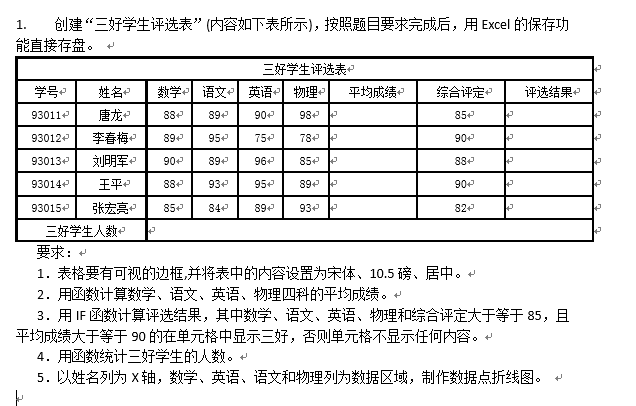 1. 创建“三好学生评选表”(内容如下表所示)，按照题目要求完成后，用 Excel 的保存功
能直接存盘。
三好学生评选表
学号 姓名 数学 语文 英语 物理 平均成绩 综合评定 评选结果
93011 唐龙 88 89 90 98 85
93012 李春梅 89 95 75 78 90
93013 刘明军 90 89 96 85 88
93014 王平 88 93 95 89 90
93015 张宏亮 85 84 89 93 82
三好学生人数
要求：
1．表格要有可视的边框,并将表中的内容设置为宋体、10.5 磅、居中。
2．用函数计算数学、语文、英语、物理四科的平均成绩。
3．用 IF 函数计算评选结果，其中数学、语文、英语、物理和综合评定大于等于 85，且
平均成绩大于等于 90 的在单元格中显示三好，否则单元格不显示任何内容。
4．用函数统计三好学生的人数。
5．以姓名列为 X 轴，数学、英语、语文和物理列为数据区域，制作数据点折线图。